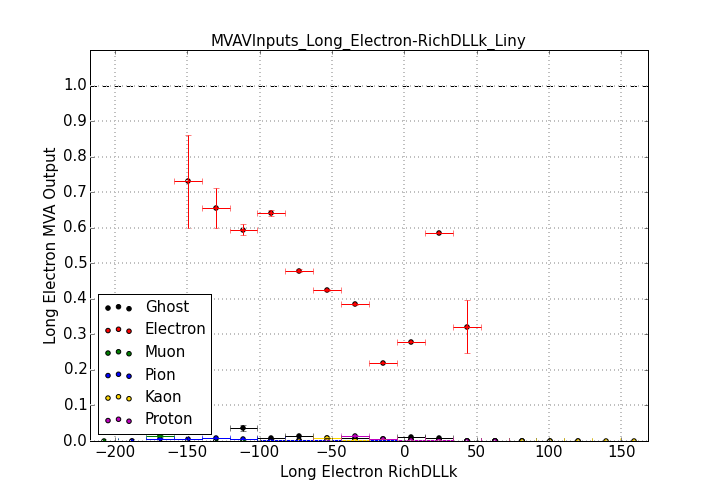 MVAVInputs_Long_Electron-RichDLLk_Liny
Long Electron MVA Output
1.0
0.9
0.8
0.7
0.6
0.5
0.4
0.3
0.2
0.1
0.0
Ghost
Electron
Muon
Pion
Kaon
Proton
−200 −150 −100 −50 0 50 100 150
Long Electron RichDLLk